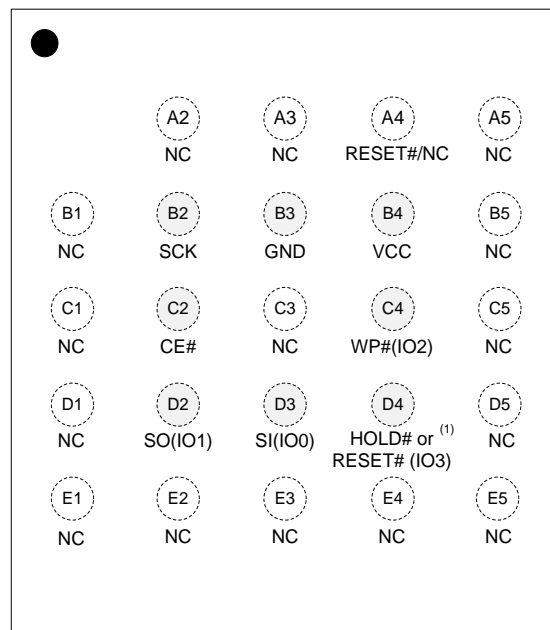 A2 A3 A4 A5
NC NC RESET#/NC NC
B1 B2 B3 B4 B5
NC SCK GND VCC NC
C1 C2 C3 C4 C5
NC CE# NC WP#(IO2) NC
D1 D2 D3 D4 D5
NC SO(IO1) SI(IO0) HOLD# or (1) NC
RESET# (IO3)
E1 E2 E3 E4 E5
NC NC NC NC NC